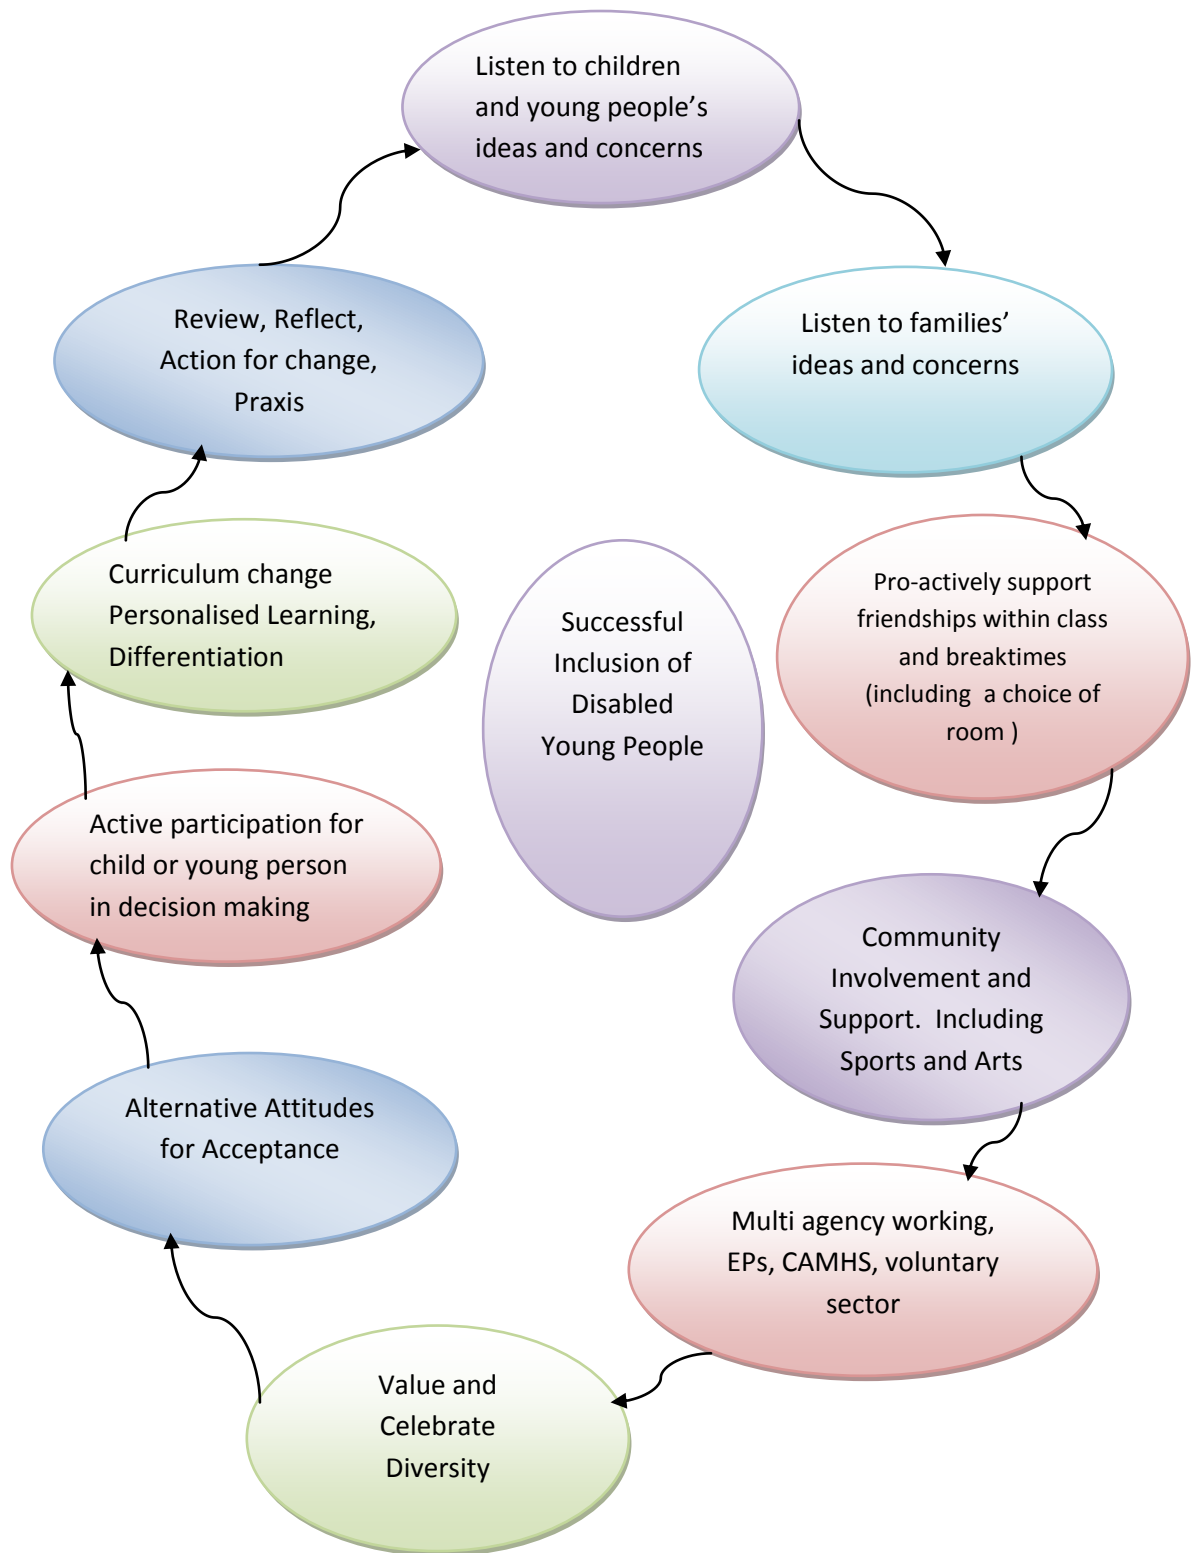 Listen to children
and young people’s
ideas and concerns
Listen to families’
ideas and concerns
Pro-actively support
friendships within class
and breaktimes
(including  a choice of
room )
Community
Involvement and
Support.  Including
Sports and Arts
Multi agency working,
EPs, CAMHS, voluntary
sector
Value and
Celebrate
Diversity
Alternative Attitudes
for Acceptance
Active participation for
child or young person
in decision making
Curriculum change
Personalised Learning,
Differentiation
Review, Reflect,
Action for change,
Praxis
Successful
Inclusion of
Disabled
Young People